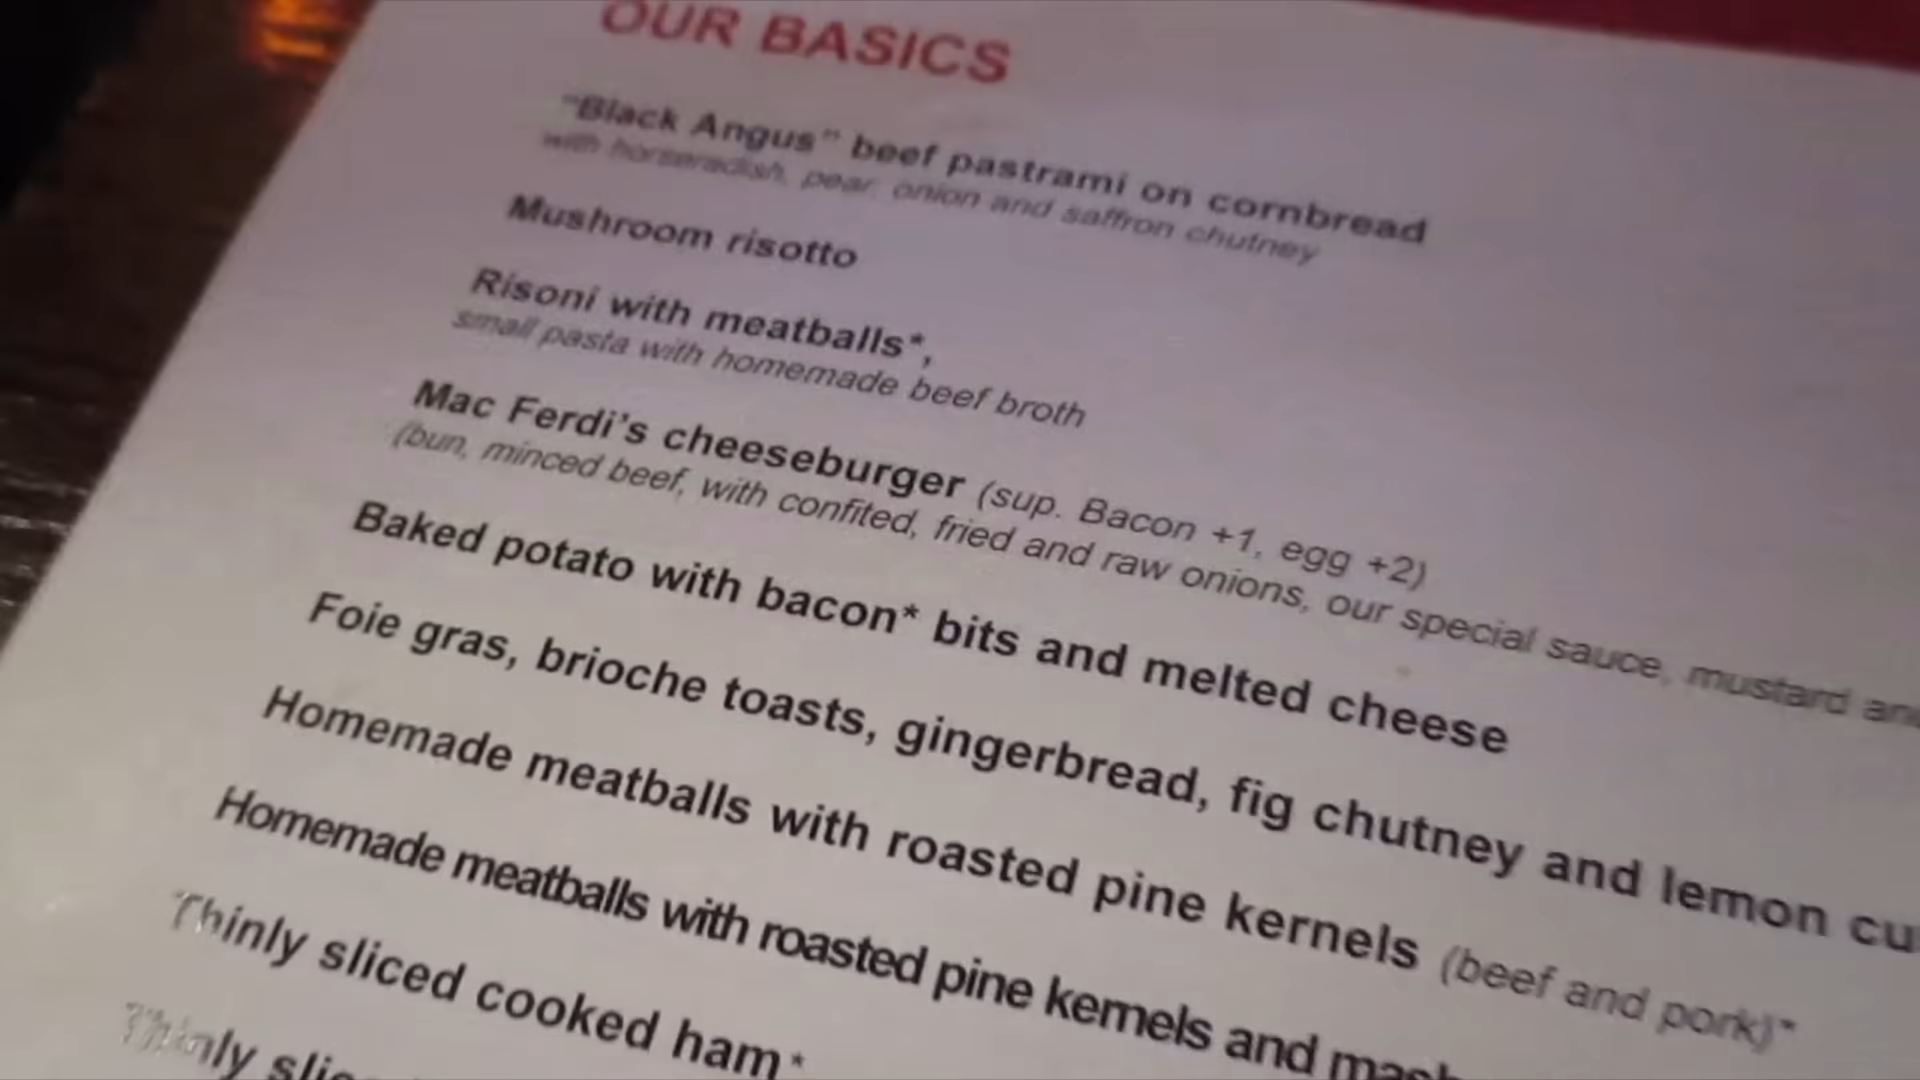 OUR BASICS
"Black Angus" beef pastrami on cornbread
with horseradish, pear, onion and saffron chutney
Mushroom risotto
Risoni with meatballs*,
small pasta with homemade beef broth
Mac Ferdi's cheeseburger (sup. Bacon +1, egg +2)
(bun, minced beef, with confited, fried and raw onions, our special sauce, mustard
Baked potato with bacon* bits and melted cheese
Foie gras, brioche toasts, gingerbread, fig chutney and lemon
Homemade meatballs with roasted pine kernels (beef and pork)*
Homemade meatballs with roasted pine kernels and
Thinly sliced cooked ham*
Thinly